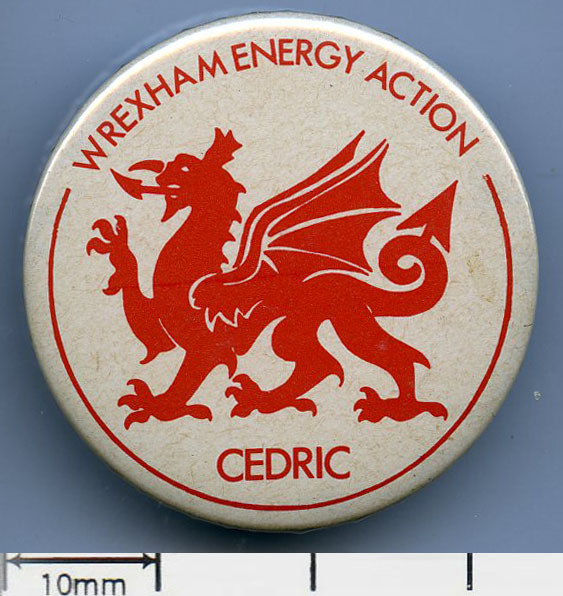 WREXHAM ENERGY ACTION
CEDRIC
10mm